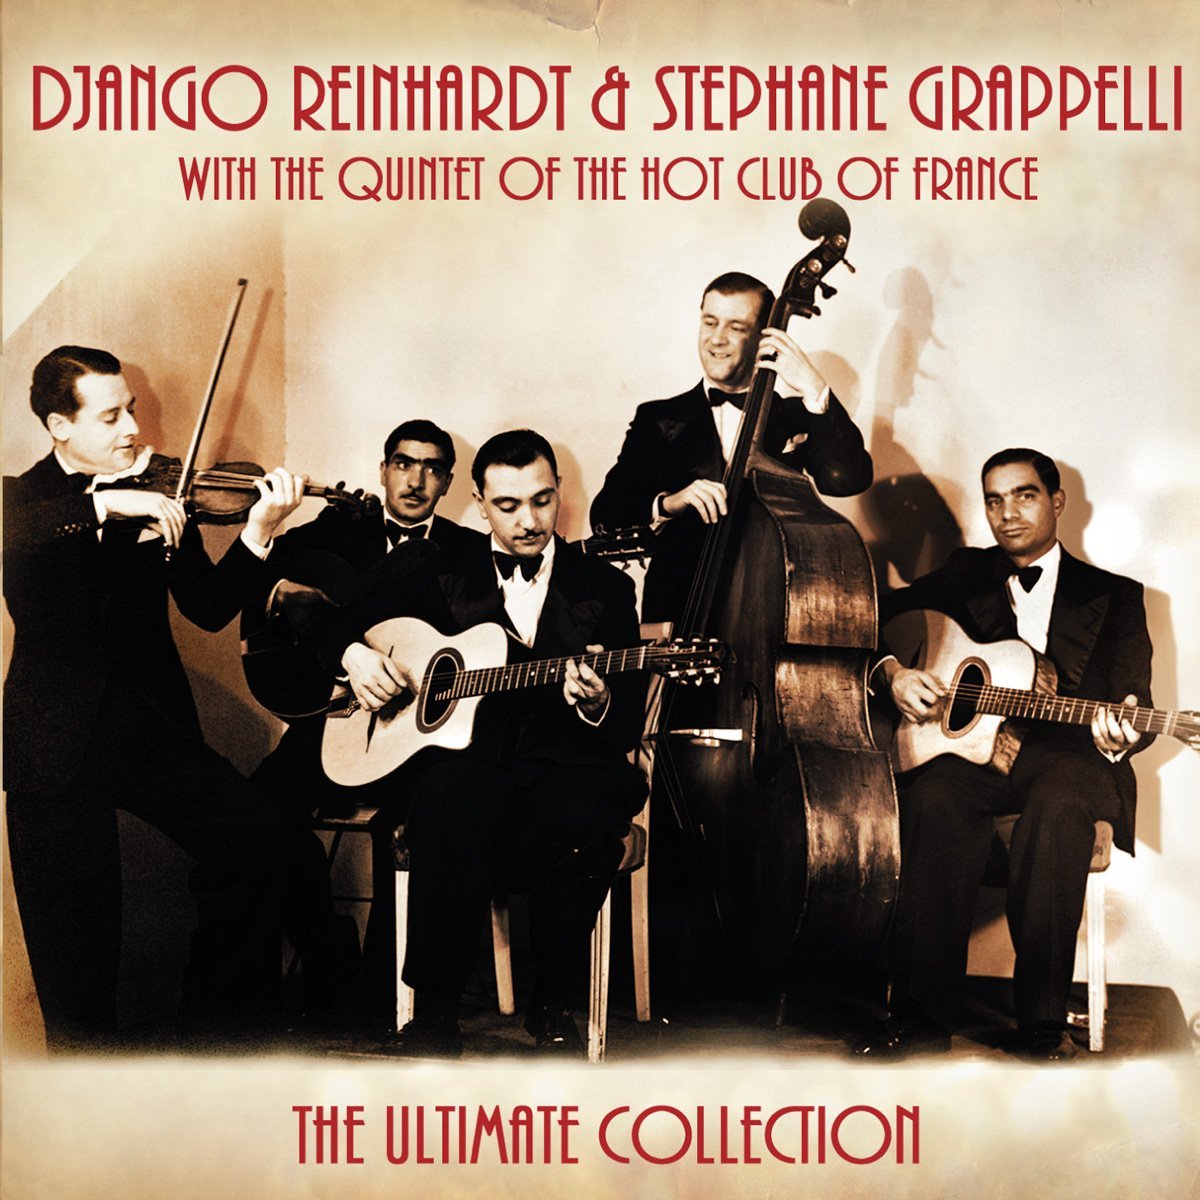 DJANGO REINHARDT & STEPHANE GRAPPELLI
WITH THE QUINTET OF THE HOT CLUB OF FRANCE
THE ULTIMATE COLLECTION